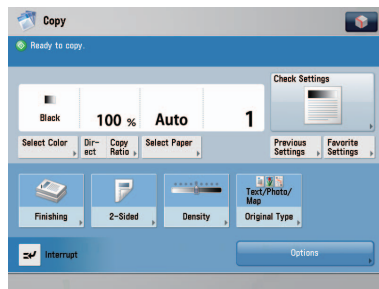 Copy
Ready to copy.
Check Settings
Black
100 %
Auto
1
Select Color
Dir-
ect
Copy
Ratio
Select Paper
Previous
Settings
Favorite
Settings
Finishing
2-Sided
Density
Text/Photo/
Map
Original Type
Interrupt
Options